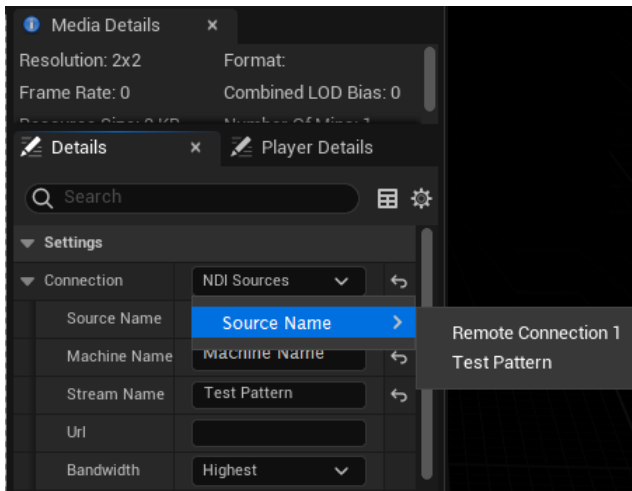 Media Details
Resolution: 2x2 Format:
Frame Rate: 0 Combined LOD Bias: 0
Details Player Details
Search
Settings
Connection NDI Sources
Source Name Source Name
Remote Connection 1
Machine Name Machine Name
Test Pattern
Stream Name Test Pattern
Url
Bandwidth Highest